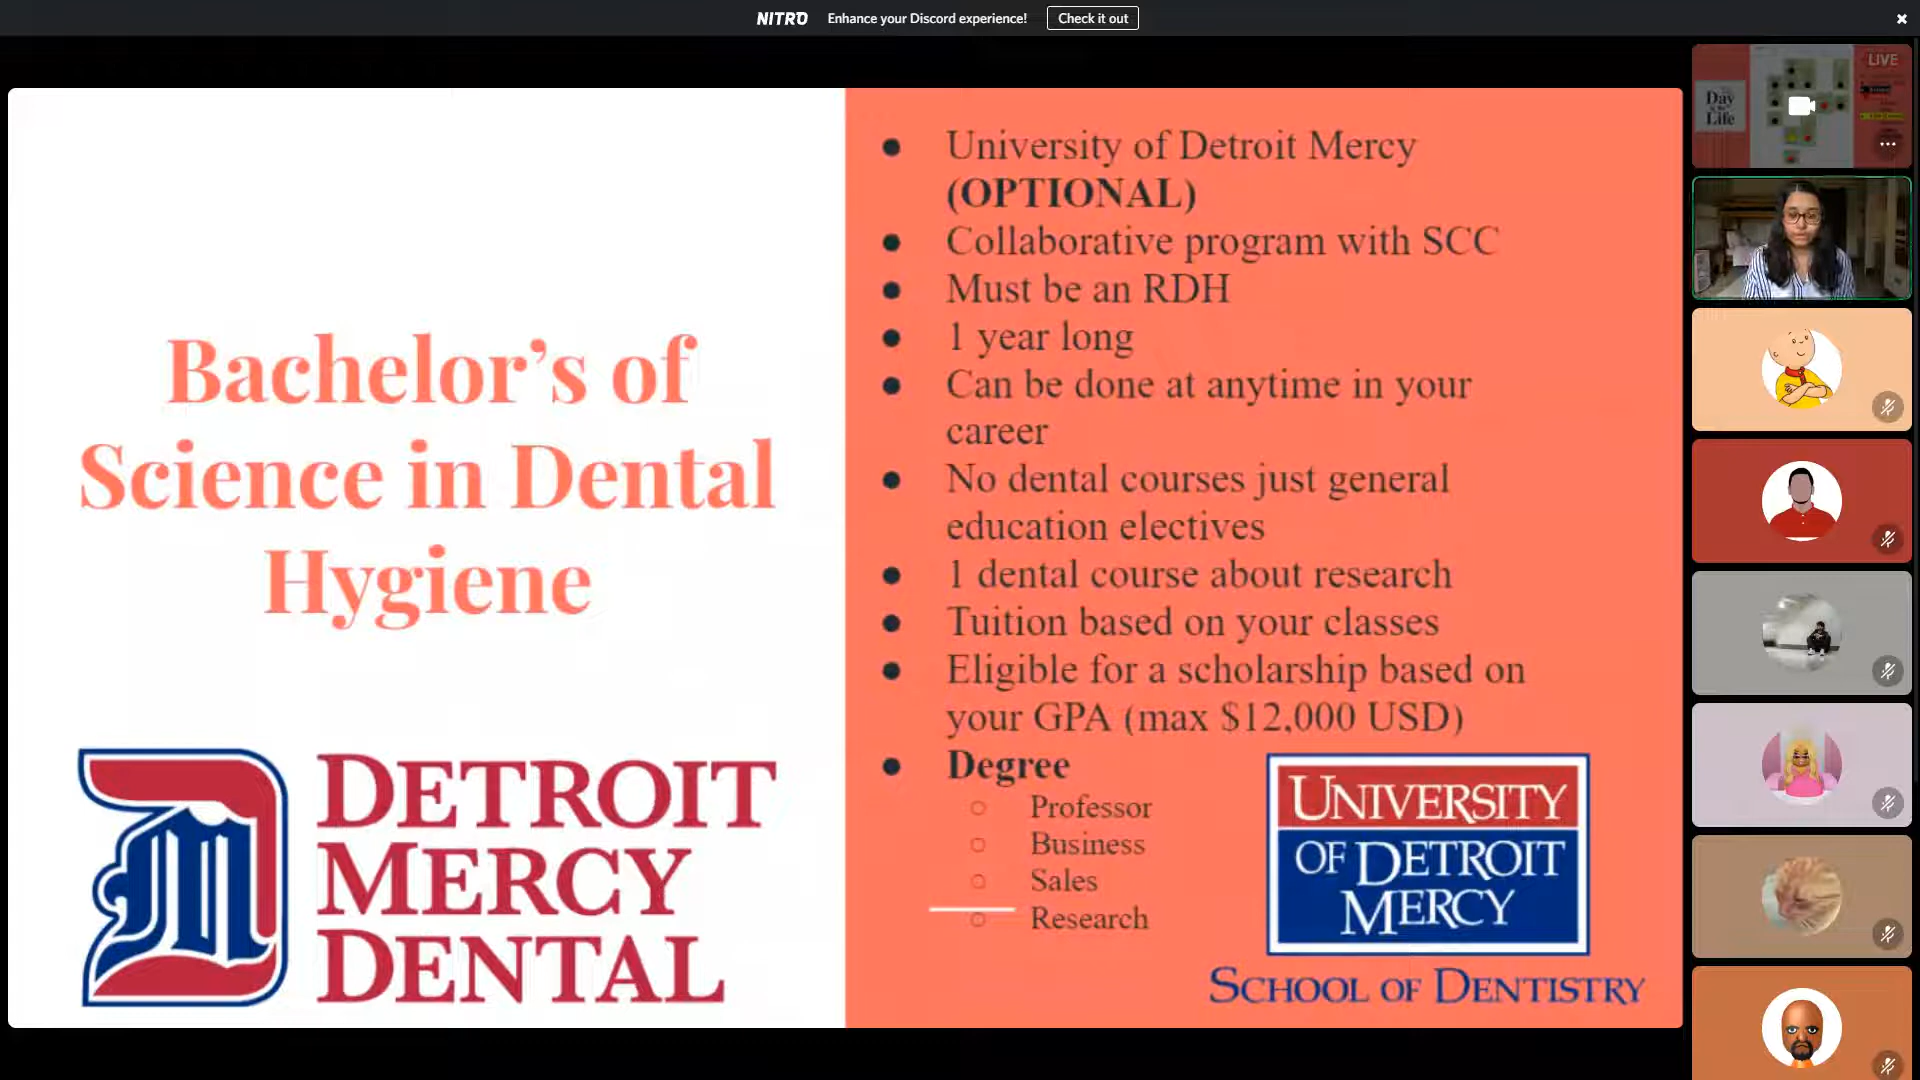 NITRO Enhance your Discord experience! Check it out
Bachelor's of
Science in Dental
Hygiene
DETROIT
MERCY
DENTAL
● University of Detroit Mercy
(OPTIONAL)
● Collaborative program with SCC
● Must be an RDH
● 1 year long
● Can be done at anytime in your
career
● No dental courses just general
education electives
● 1 dental course about research
● Tuition based on your classes
● Eligible for a scholarship based on
your GPA (max $12,000 USD)
● Degree
○ Professor
○ Business
○ Sales
○ Research
UNIVERSITY
OF DETROIT
MERCY
SCHOOL OF DENTISTRY
LIVE
Day
Life